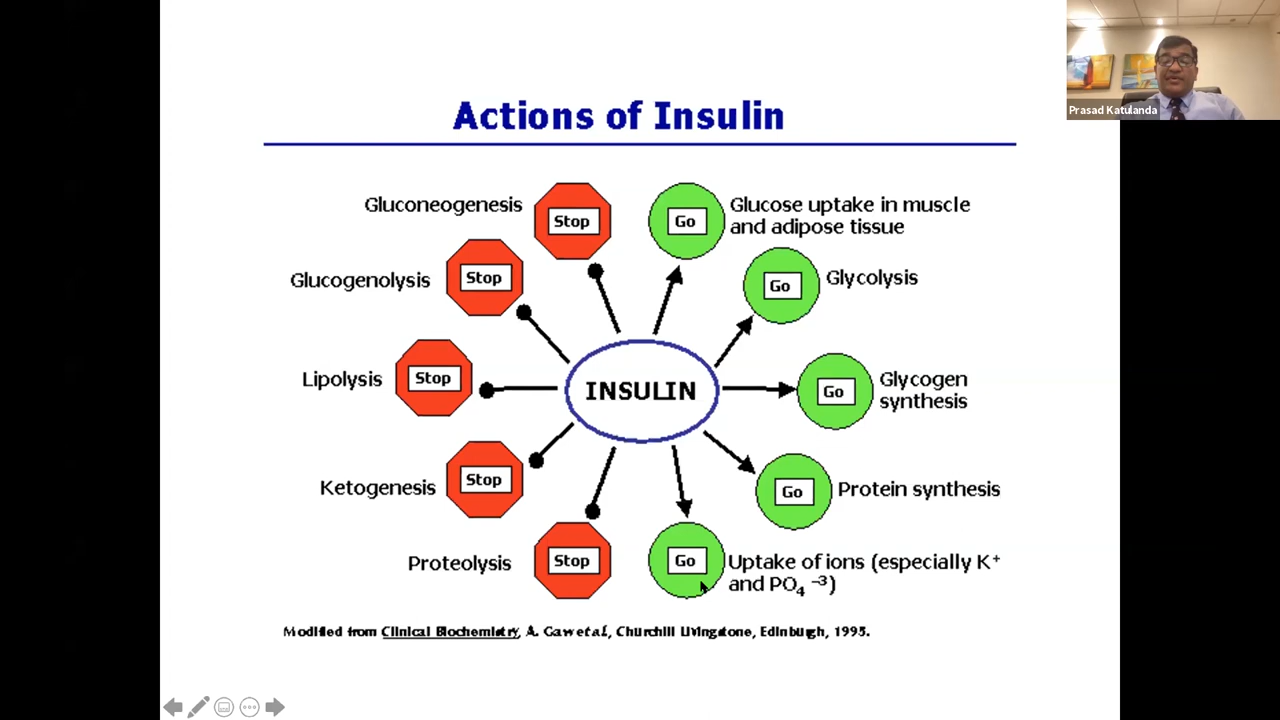 Prasad Katulanda
Actions of Insulin
Gluconeogenesis
Stop
Go
Glucose uptake in muscle
and adipose tissue
Glucogenolysis
Stop
Go
Glycolysis
Lipolysis
Stop
INSULIN
Go
Glycogen
synthesis
Ketogenesis
Stop
Go
Protein synthesis
Proteolysis
Stop
Go
Uptake of ions (especially K⁺
and PO₄ ⁻³)
Modified from Clinical Biochemistry, A. Gaw et al., Churchill Livingstone, Edinburgh, 1995.